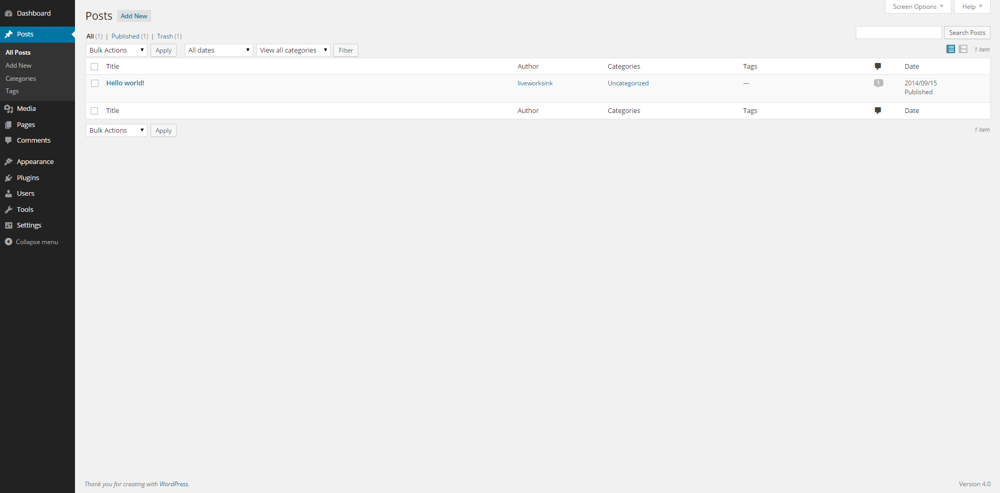 Dashboard
Posts
All Posts
Add New
Categories
Tags
Media
Pages
Comments
Appearance
Plugins
Users
Tools
Settings
Collapse menu
Posts Add New
Screen Options Help
All (1) | Published (1) | Trash (1)
Search Posts
Bulk Actions Apply All dates View all categories Filter
1 item
Title Author Categories Tags Date
Hello world! liveworksink Uncategorized — 1 2014/09/15
Published
Title Author Categories Tags Date
Bulk Actions Apply
1 item
Thank you for creating with WordPress.
Version 4.0